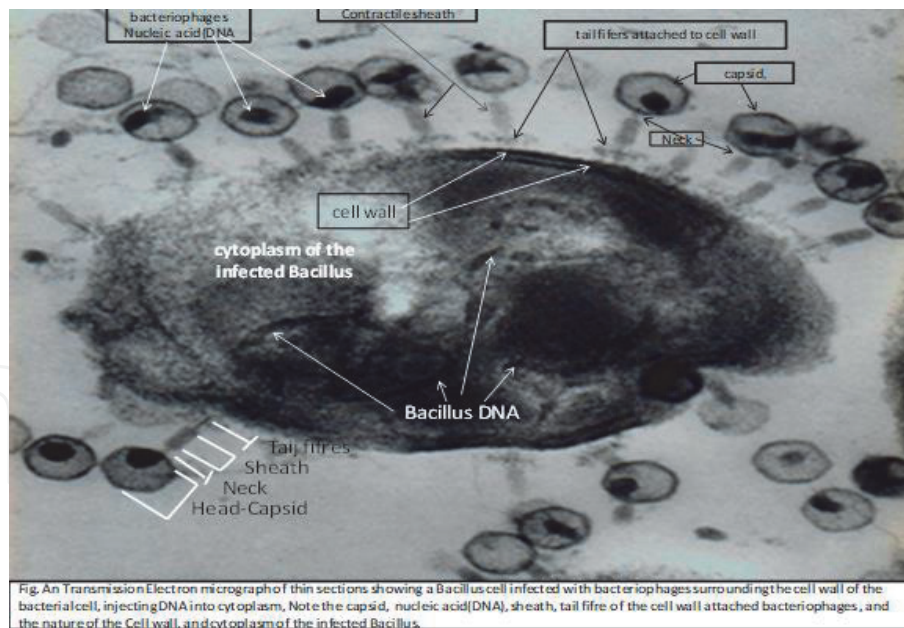 bacteriophages
Nucleic acid(DNA
Contractile sheath
tail fifers attached to cell wall
capsid,
Neck
cell wall
cytoplasm of the
infected Bacillus
Bacillus DNA
Taij fifres
Sheath
Neck
Head-Capsid
Fig. An Transmission Electron micrograph of thin sections showing a Bacillus cell infected with bacteriophages surrounding the cell wall of the
bacterial cell, injecting DNA into cytoplasm, Note the capsid, nucleic acid(DNA), sheath, tail fifre of the cell wall attached bacteriophages, and
the nature of the Cell wall, and cytoplasm of the infected Bacillus.